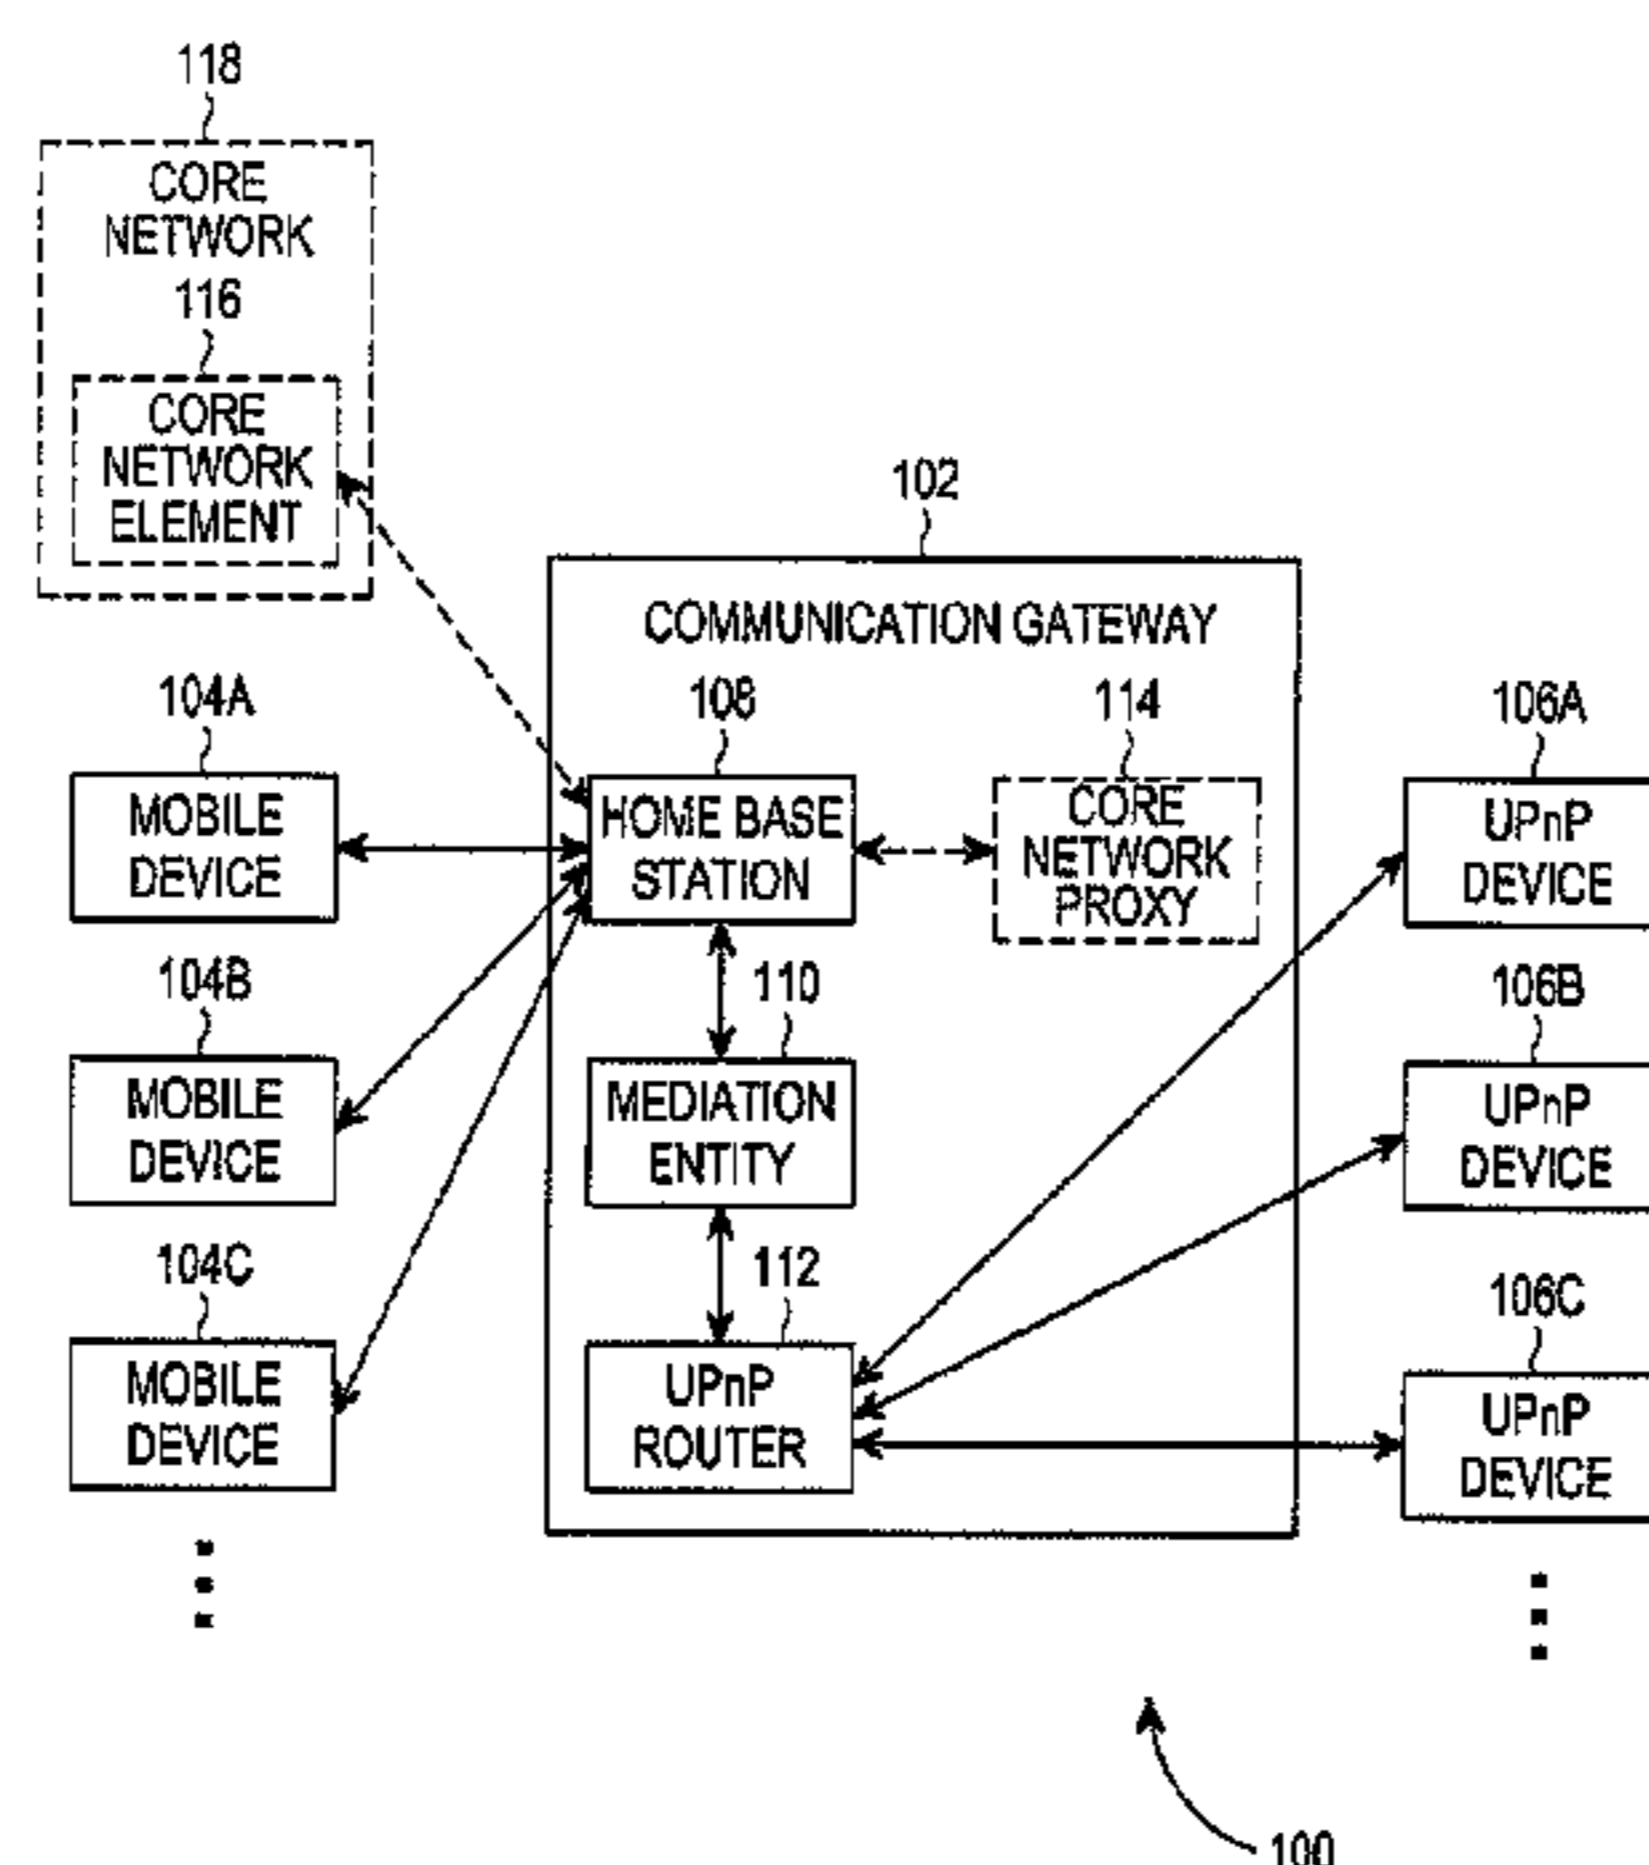 118
CORE
NETWORK
116
CORE
NETWORK
ELEMENT
102
COMMUNICATION GATEWAY
104A
MOBILE
DEVICE
108
HOME BASE
STATION
114
CORE
NETWORK
PROXY
106A
UPnP
DEVICE
104B
MOBILE
DEVICE
110
MEDIATION
ENTITY
106B
UPnP
DEVICE
104C
MOBILE
DEVICE
112
UPnP
ROUTER
106C
UPnP
DEVICE
100